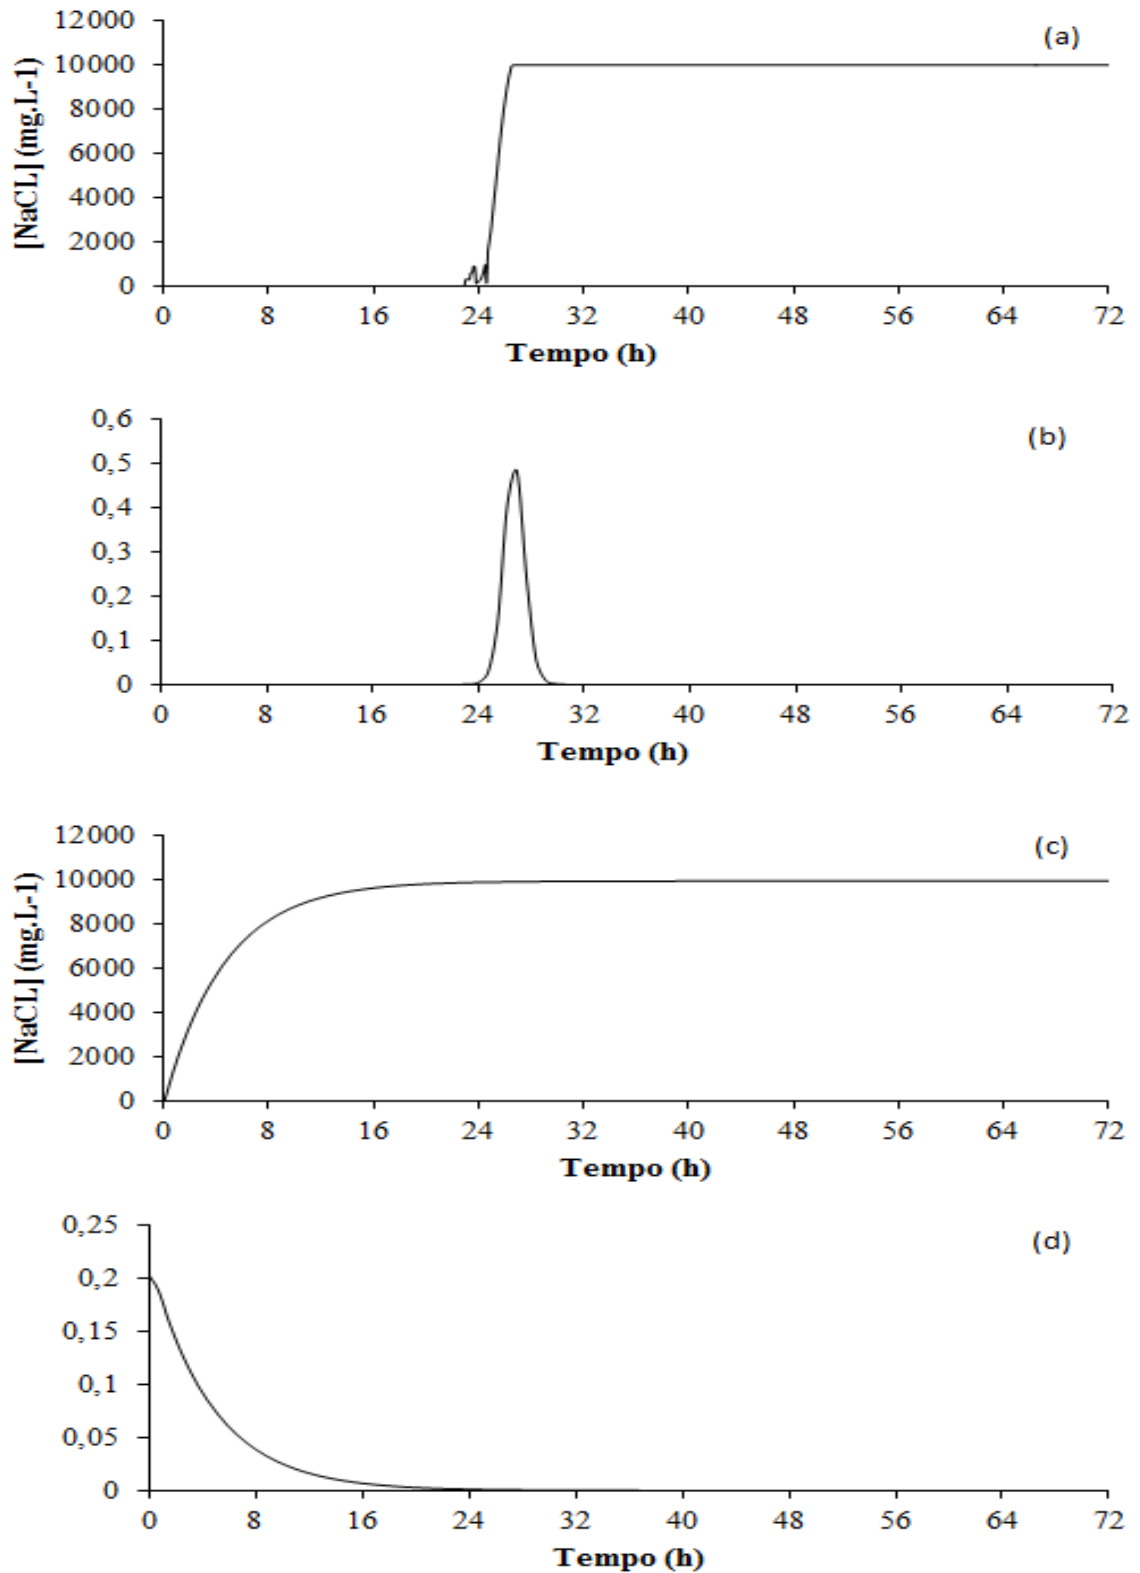 (a)
[NaCL] (mg.L-1)
12000
10000
8000
6000
4000
2000
0
0 8 16 24 32 40 48 56 64 72
Tempo (h)
(b)
0,6
0,5
0,4
0,3
0,2
0,1
0
0 8 16 24 32 40 48 56 64 72
Tempo (h)
(c)
[NaCL] (mg.L-1)
12000
10000
8000
6000
4000
2000
0
0 8 16 24 32 40 48 56 64 72
Tempo (h)
(d)
0,25
0,2
0,15
0,1
0,05
0
0 8 16 24 32 40 48 56 64 72
Tempo (h)